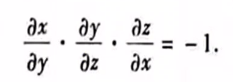 ∂x/∂y · ∂y/∂z · ∂z/∂x = −1.